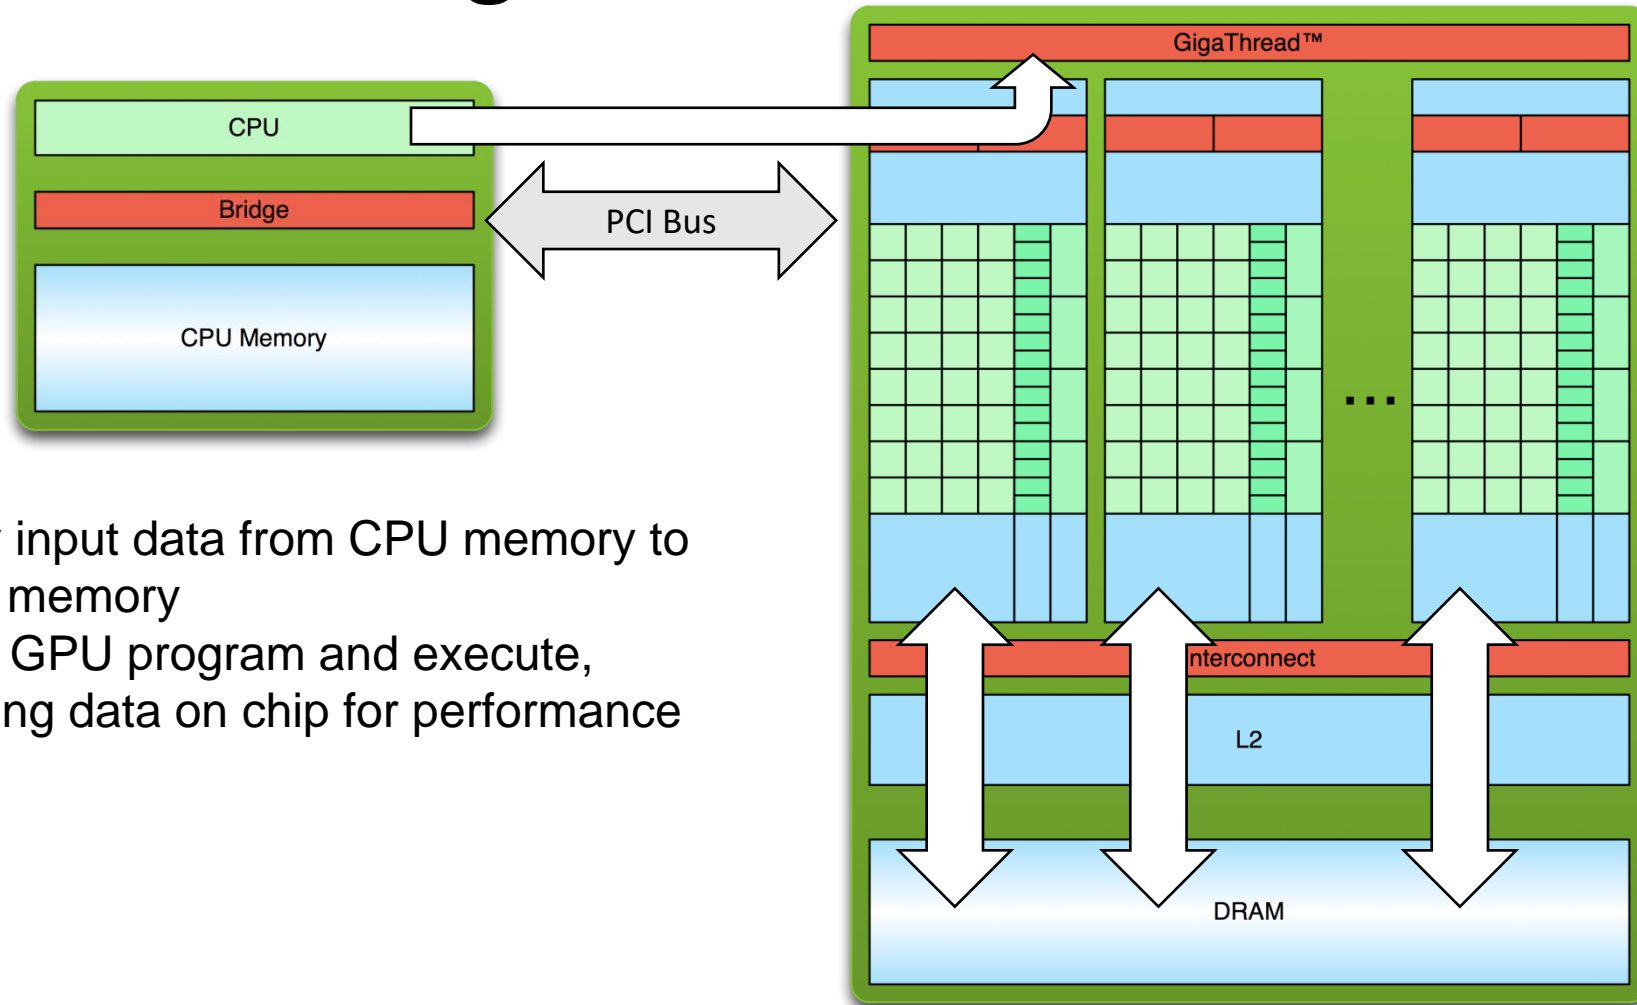 GigaThread™
CPU
Bridge
PCI Bus
CPU Memory
...
input data from CPU memory to
memory
GPU program and execute,
ng data on chip for performance
nterconnect
L2
DRAM